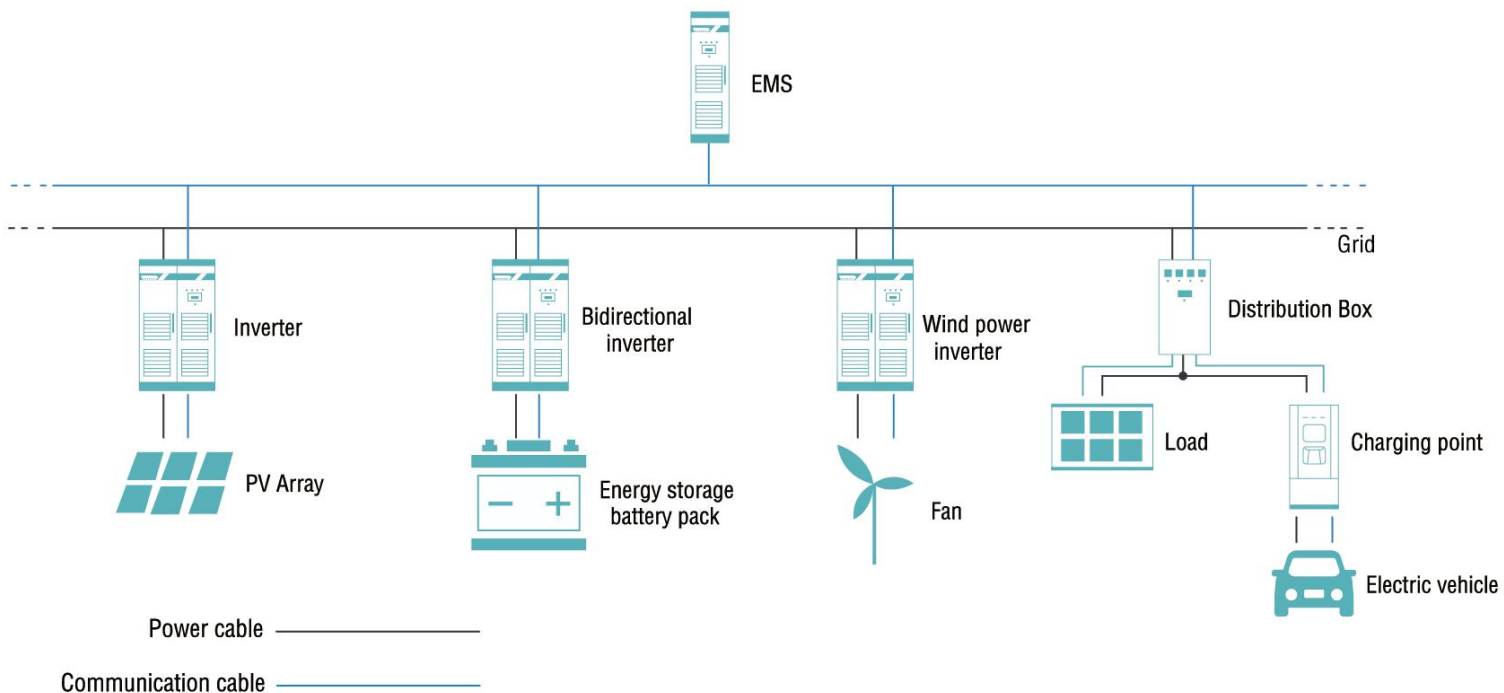 EMS
Grid
Inverter
Bidirectional
inverter
Wind power
inverter
Distribution Box
PV Array
Energy storage
battery pack
Fan
Load
Charging point
Electric vehicle
Power cable
Communication cable